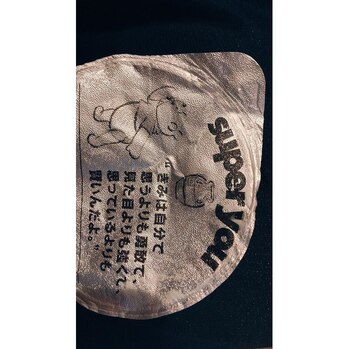 super you
“きみは自分で
思うよりも勇敢で、
見た目よりも強くて、
思っているよりも
賢いんだよ。”